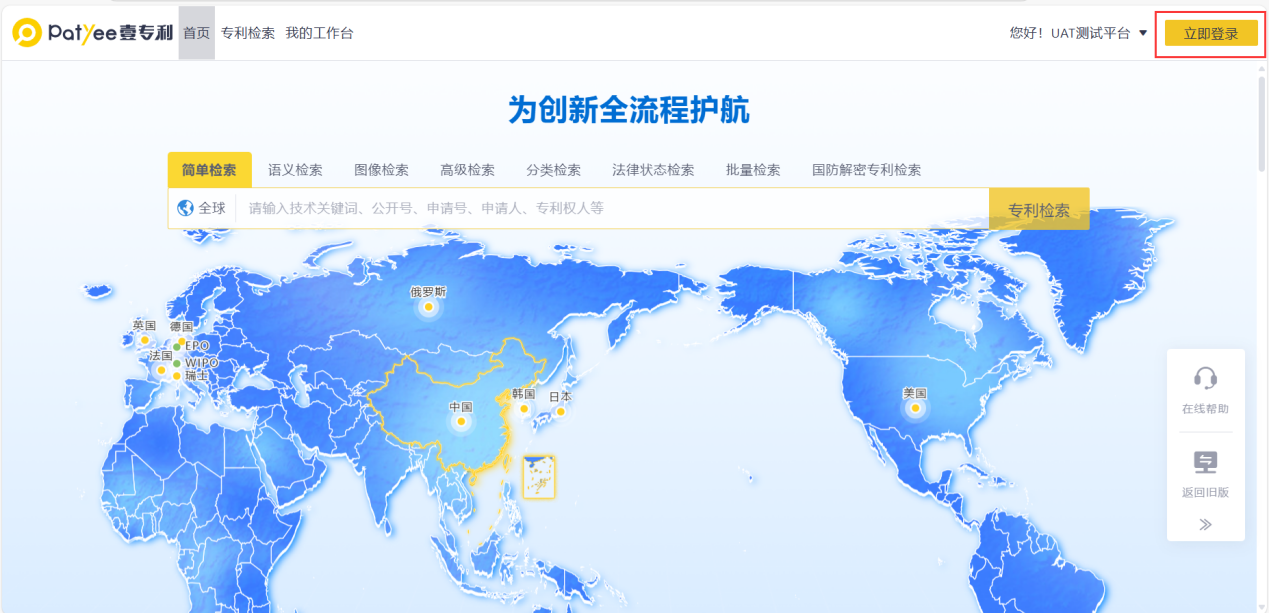 Patyee壹专利 首页 专利检索 我的工作台 您好！UAT测试平台 立即登录
为创新全流程护航
简单检索 语义检索 图像检索 高级检索 分类检索 法律状态检索 批量检索 国防解密专利检索
全球 请输入技术关键词、公开号、申请号、申请人、专利权人等 专利检索
俄罗斯
英国 德国
EPO
法国
WIPO
瑞士
中国 韩国 日本
美国
在线帮助
返回旧版